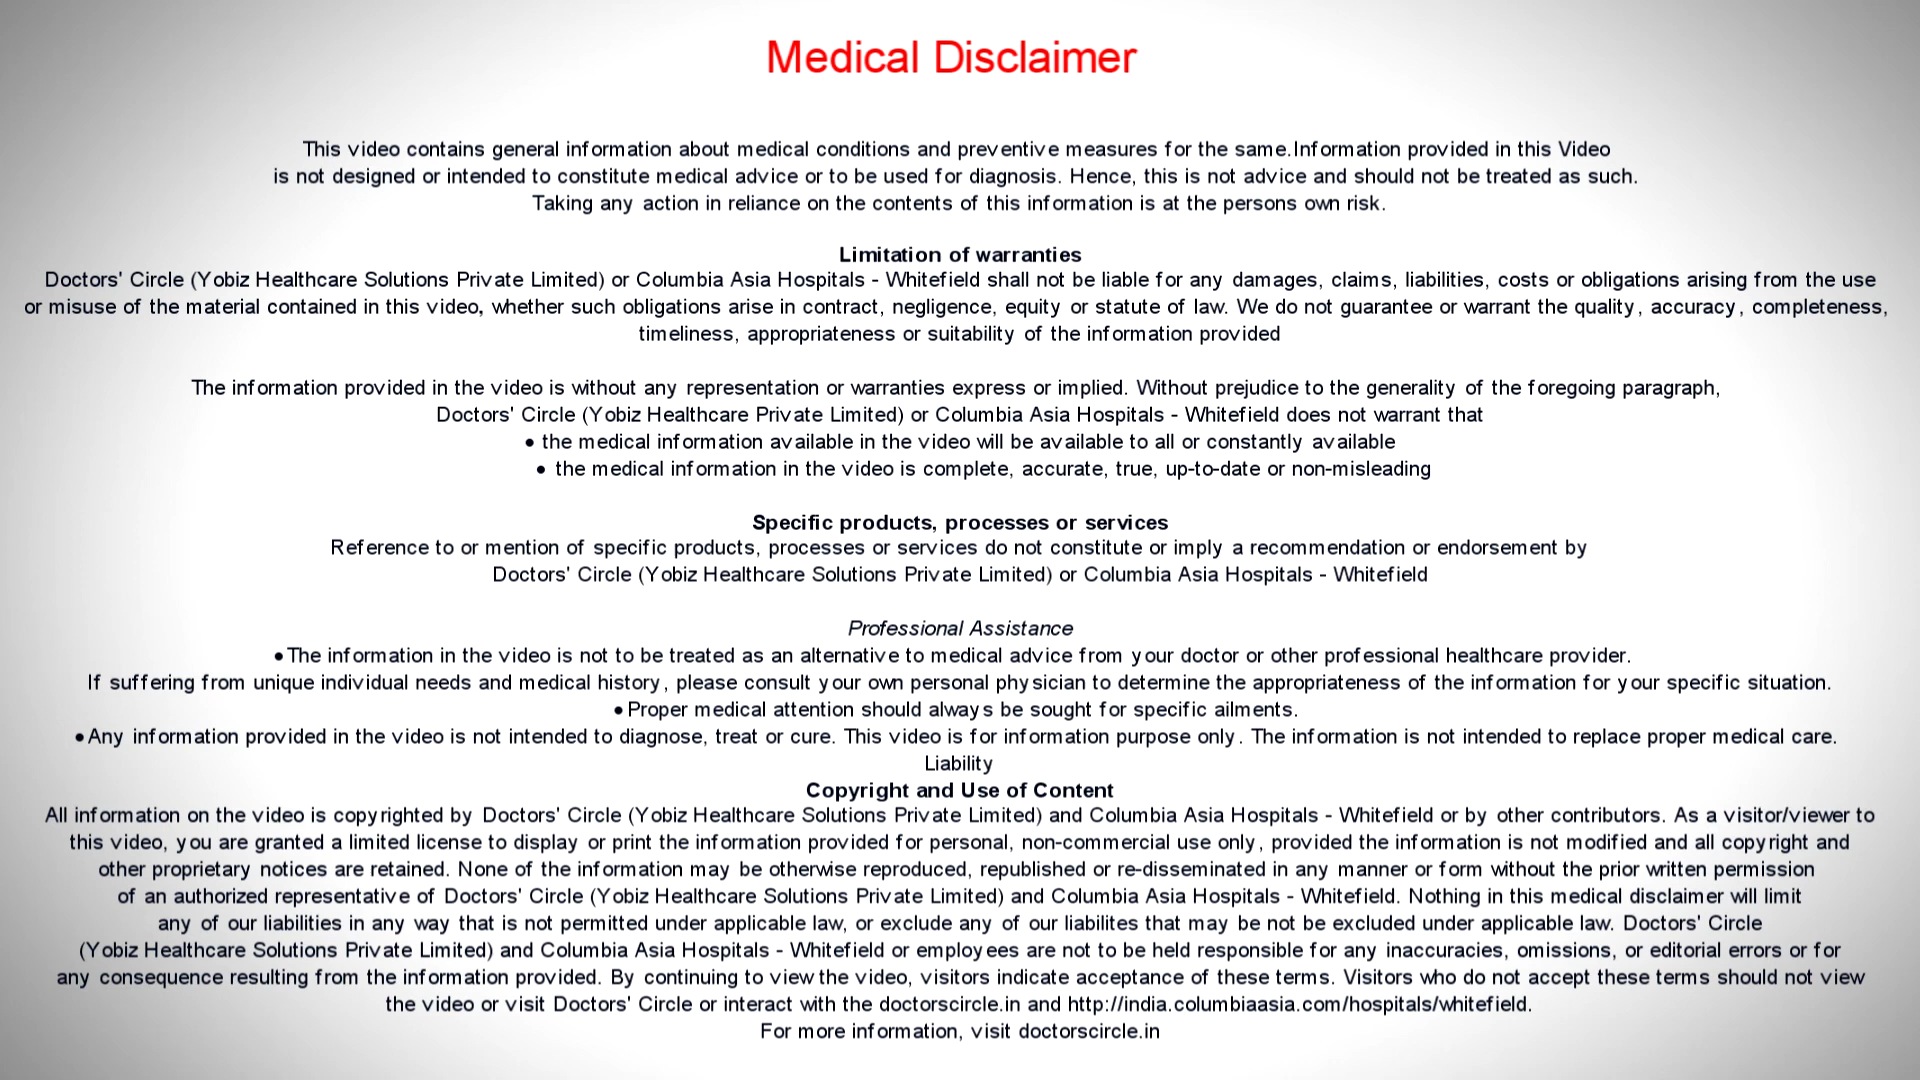 Medical Disclaimer
This video contains general information about medical conditions and preventive measures for the same.Information provided in this Video
is not designed or intended to constitute medical advice or to be used for diagnosis. Hence, this is not advice and should not be treated as such.
Taking any action in reliance on the contents of this information is at the persons own risk.
Limitation of warranties
Doctors' Circle (Yobiz Healthcare Solutions Private Limited) or Columbia Asia Hospitals - Whitefield shall not be liable for any damages, claims, liabilities, costs or obligations arising from the use
or misuse of the material contained in this video, whether such obligations arise in contract, negligence, equity or statute of law. We do not guarantee or warrant the quality, accuracy, completeness,
timeliness, appropriateness or suitability of the information provided
The information provided in the video is without any representation or warranties express or implied. Without prejudice to the generality of the foregoing paragraph,
Doctors' Circle (Yobiz Healthcare Private Limited) or Columbia Asia Hospitals - Whitefield does not warrant that
• the medical information available in the video will be available to all or constantly available
• the medical information in the video is complete, accurate, true, up-to-date or non-misleading
Specific products, processes or services
Reference to or mention of specific products, processes or services do not constitute or imply a recommendation or endorsement by
Doctors' Circle (Yobiz Healthcare Solutions Private Limited) or Columbia Asia Hospitals - Whitefield
Professional Assistance
•The information in the video is not to be treated as an alternative to medical advice from your doctor or other professional healthcare provider.
If suffering from unique individual needs and medical history, please consult your own personal physician to determine the appropriateness of the information for your specific situation.
•Proper medical attention should always be sought for specific ailments.
•Any information provided in the video is not intended to diagnose, treat or cure. This video is for information purpose only. The information is not intended to replace proper medical care.
Liability
Copyright and Use of Content
All information on the video is copyrighted by Doctors' Circle (Yobiz Healthcare Solutions Private Limited) and Columbia Asia Hospitals - Whitefield or by other contributors. As a visitor/viewer to
this video, you are granted a limited license to display or print the information provided for personal, non-commercial use only, provided the information is not modified and all copyright and
other proprietary notices are retained. None of the information may be otherwise reproduced, republished or re-disseminated in any manner or form without the prior written permission
of an authorized representative of Doctors' Circle (Yobiz Healthcare Solutions Private Limited) and Columbia Asia Hospitals - Whitefield. Nothing in this medical disclaimer will limit
any of our liabilities in any way that is not permitted under applicable law, or exclude any of our liabilites that may be not be excluded under applicable law. Doctors' Circle
(Yobiz Healthcare Solutions Private Limited) and Columbia Asia Hospitals - Whitefield or employees are not to be held responsible for any inaccuracies, omissions, or editorial errors or for
any consequence resulting from the information provided. By continuing to view the video, visitors indicate acceptance of these terms. Visitors who do not accept these terms should not view
the video or visit Doctors' Circle or interact with the doctorscircle.in and http://india.columbiaasia.com/hospitals/whitefield.
For more information, visit doctorscircle.in